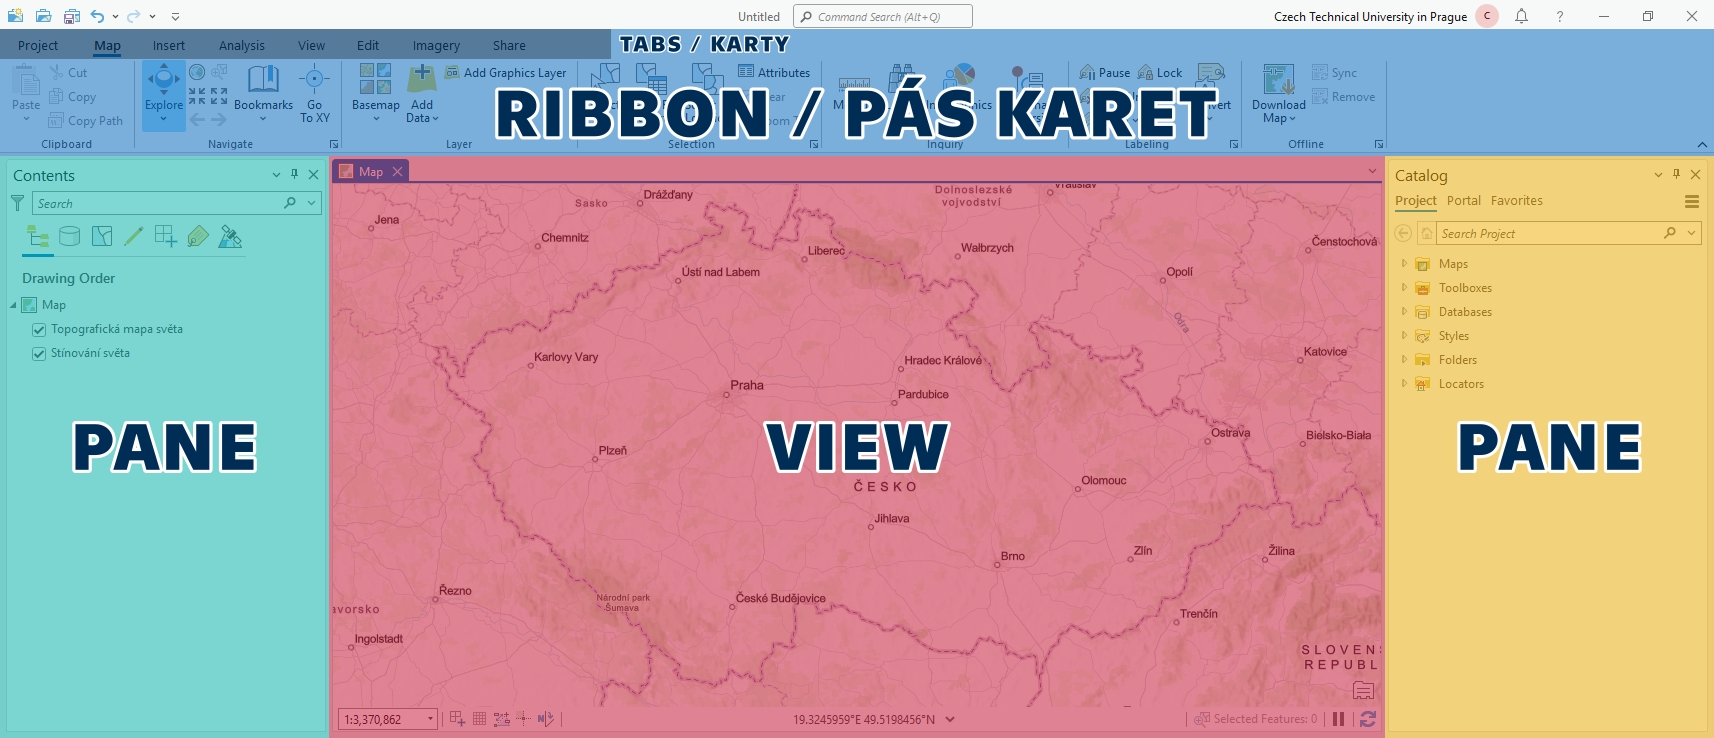 Untitled
Command Search (Alt+Q)
Czech Technical University in Prague
C
Project Map Insert Analysis View Edit Imagery Share
TABS / KARTY
Paste
Cut
Copy
Copy Path
Clipboard
Explore
Bookmarks
Go
To XY
Navigate
Basemap
Add
Data
Add Graphics Layer
Layer
Attributes
Selection
Inquiry
Pause
Lock
Labeling
Download
Map
Sync
Remove
Offline
RIBBON / PÁS KARET
Contents
Search
Drawing Order
Map
Topografická mapa světa
Stínování světa
PANE
Map
Drážďany
Sasko
Dolnoslezské
vojvodství
Vratislav
Jena
Chemnitz
Liberec
Wałbrzych
Čenstochová
Ústí nad Labem
Opolí
Odra
Karlovy Vary
Hradec Králové
Katovice
Praha
Pardubice
Ostrava
Bielsko-Biała
Plzeň
VIEW
ČESKO
Olomouc
Jihlava
Brno
Zlín
Žilina
Řezno
Národní park
Šumava
České Budějovice
avorsko
Trenčín
Ingolstadt
SLOVENS
REPUBL
1:3,370,862
19.3245959°E 49.5198456°N
Selected Features: 0
Catalog
Project Portal Favorites
Search Project
Maps
Toolboxes
Databases
Styles
Folders
Locators
PANE